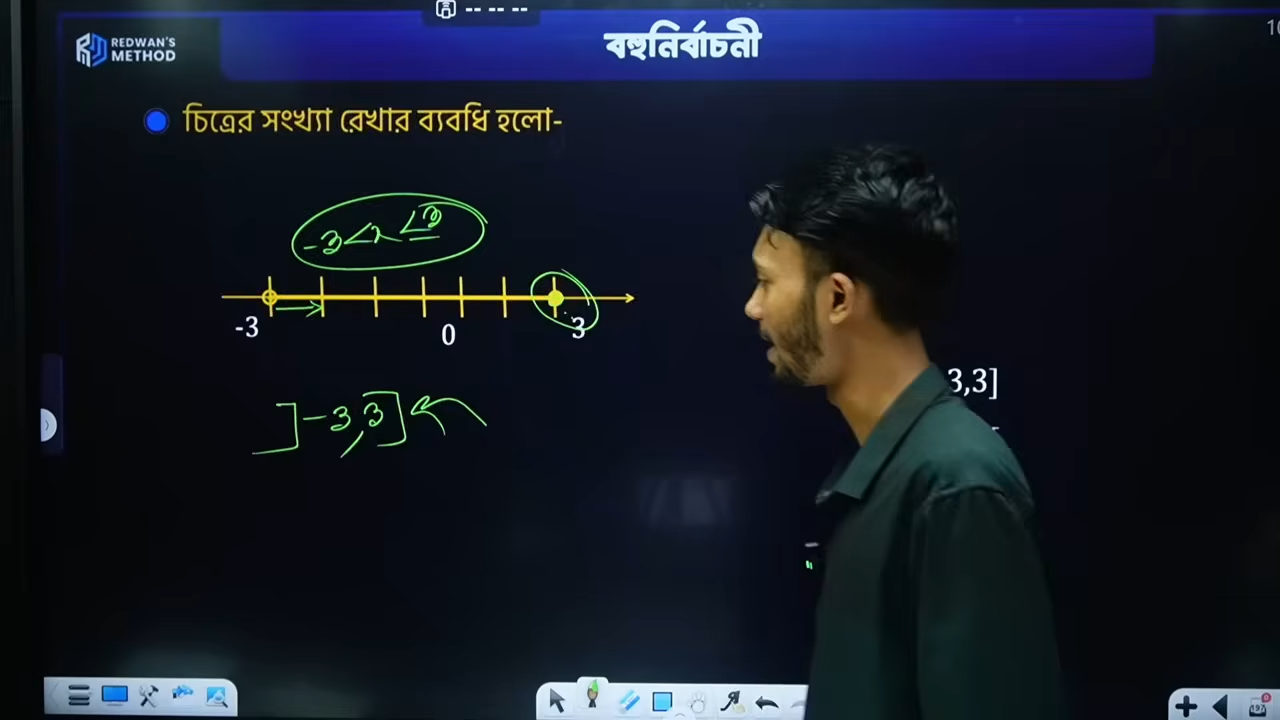 REDWAN'S
METHOD
বহুনির্বাচনী
চিত্রের সংখ্যা রেখার ব্যবধি হলো-
-3<x≤3
-3
0
3
]-3,3]
3,3]